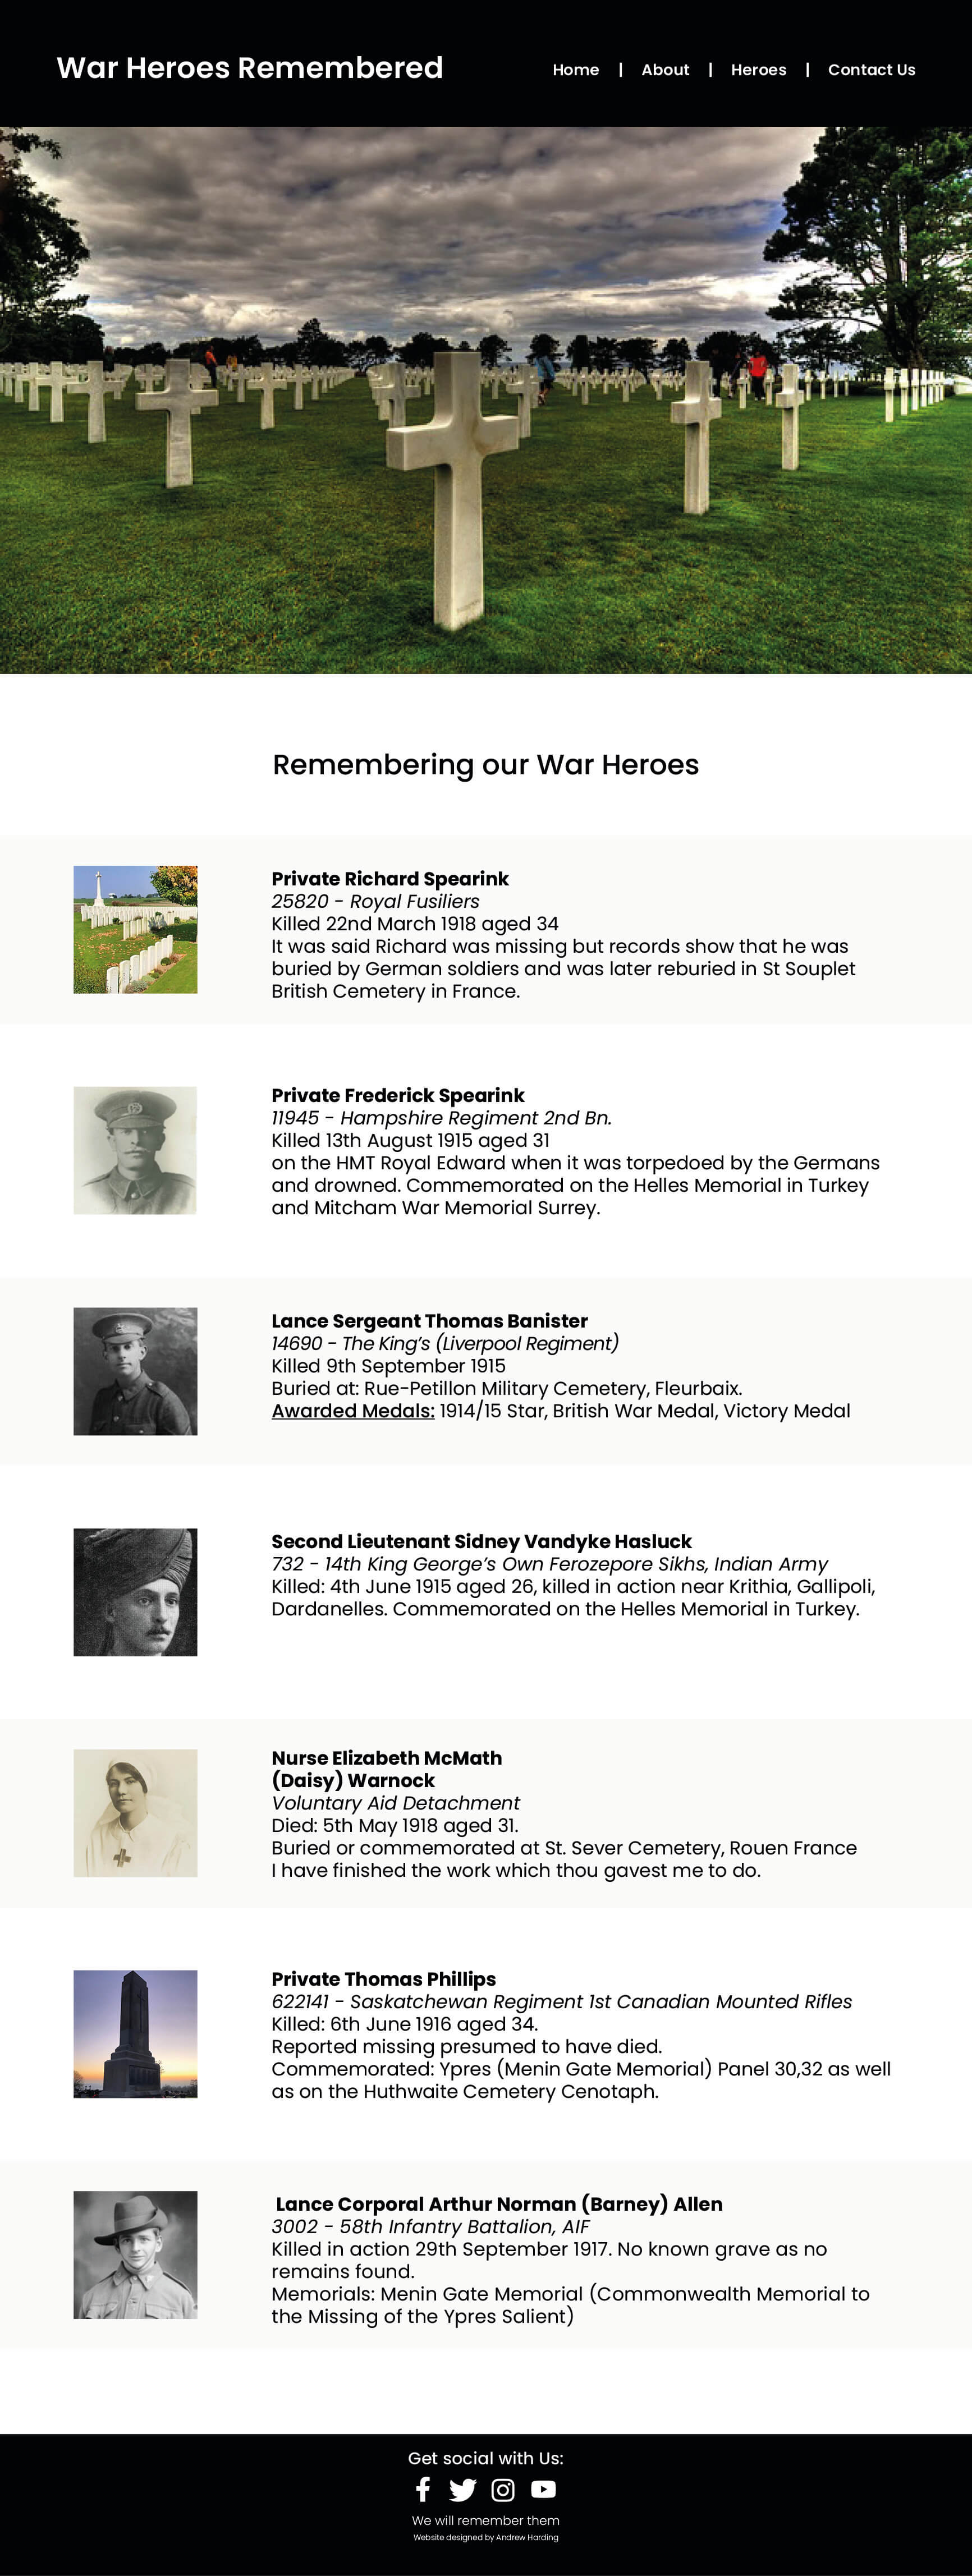 War Heroes Remembered
Home | About | Heroes | Contact Us
Remembering our War Heroes
Private Richard Spearink
25820 - Royal Fusiliers
Killed 22nd March 1918 aged 34
It was said Richard was missing but records show that he was
buried by German soldiers and was later reburied in St Souplet
British Cemetery in France.
Private Frederick Spearink
11945 - Hampshire Regiment 2nd Bn.
Killed 13th August 1915 aged 31
on the HMT Royal Edward when it was torpedoed by the Germans
and drowned. Commemorated on the Helles Memorial in Turkey
and Mitcham War Memorial Surrey.
Lance Sergeant Thomas Banister
14690 - The King's (Liverpool Regiment)
Killed 9th September 1915
Buried at: Rue-Petillon Military Cemetery, Fleurbaix.
Awarded Medals: 1914/15 Star, British War Medal, Victory Medal
Second Lieutenant Sidney Vandyke Hasluck
732 - 14th King George's Own Ferozepore Sikhs, Indian Army
Killed: 4th June 1915 aged 26, killed in action near Krithia, Gallipoli,
Dardanelles. Commemorated on the Helles Memorial in Turkey.
Nurse Elizabeth McMath
(Daisy) Warnock
Voluntary Aid Detachment
Died: 5th May 1918 aged 31.
Buried or commemorated at St. Sever Cemetery, Rouen France
I have finished the work which thou gavest me to do.
Private Thomas Phillips
622141 - Saskatchewan Regiment 1st Canadian Mounted Rifles
Killed: 6th June 1916 aged 34.
Reported missing presumed to have died.
Commemorated: Ypres (Menin Gate Memorial) Panel 30,32 as well
as on the Huthwaite Cemetery Cenotaph.
Lance Corporal Arthur Norman (Barney) Allen
3002 - 58th Infantry Battalion, AIF
Killed in action 29th September 1917. No known grave as no
remains found.
Memorials: Menin Gate Memorial (Commonwealth Memorial to
the Missing of the Ypres Salient)
Get social with Us:
We will remember them
Website designed by Andrew Harding